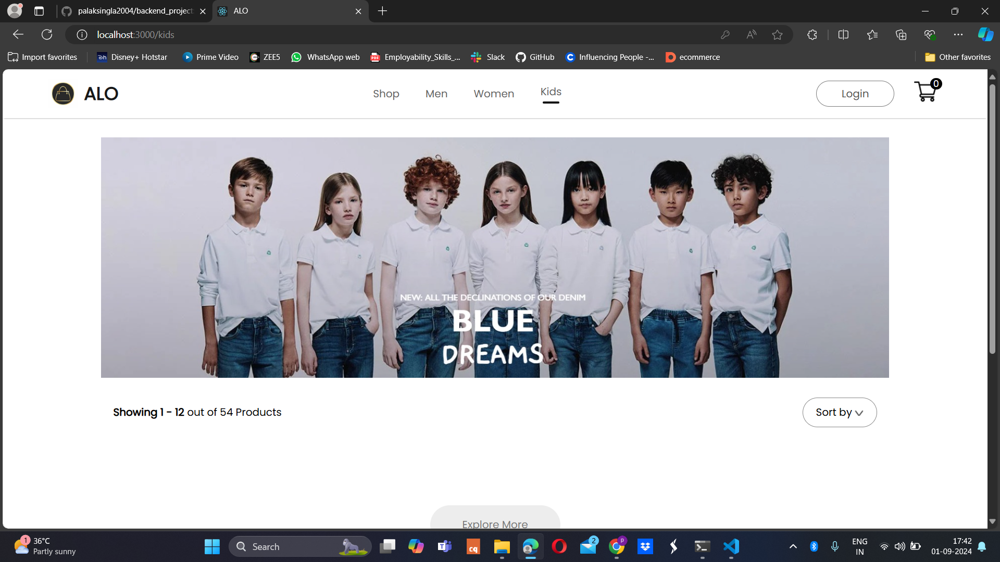 palaksingla2004/backend_project
ALO
localhost:3000/kids
Import favorites
Disney+ Hotstar
Prime Video
ZEE5
WhatsApp web
Employability_Skills_...
Slack
GitHub
Influencing People -...
ecommerce
Other favorites
ALO
Shop
Men
Women
Kids
Login
0
NEW: ALL THE DECLINATIONS OF OUR DENIM
BLUE
DREAMS
Showing 1 - 12 out of 54 Products
Sort by
Explore More
1
36°C
Partly sunny
Search
cq
2
P
ENG
IN
17:42
01-09-2024